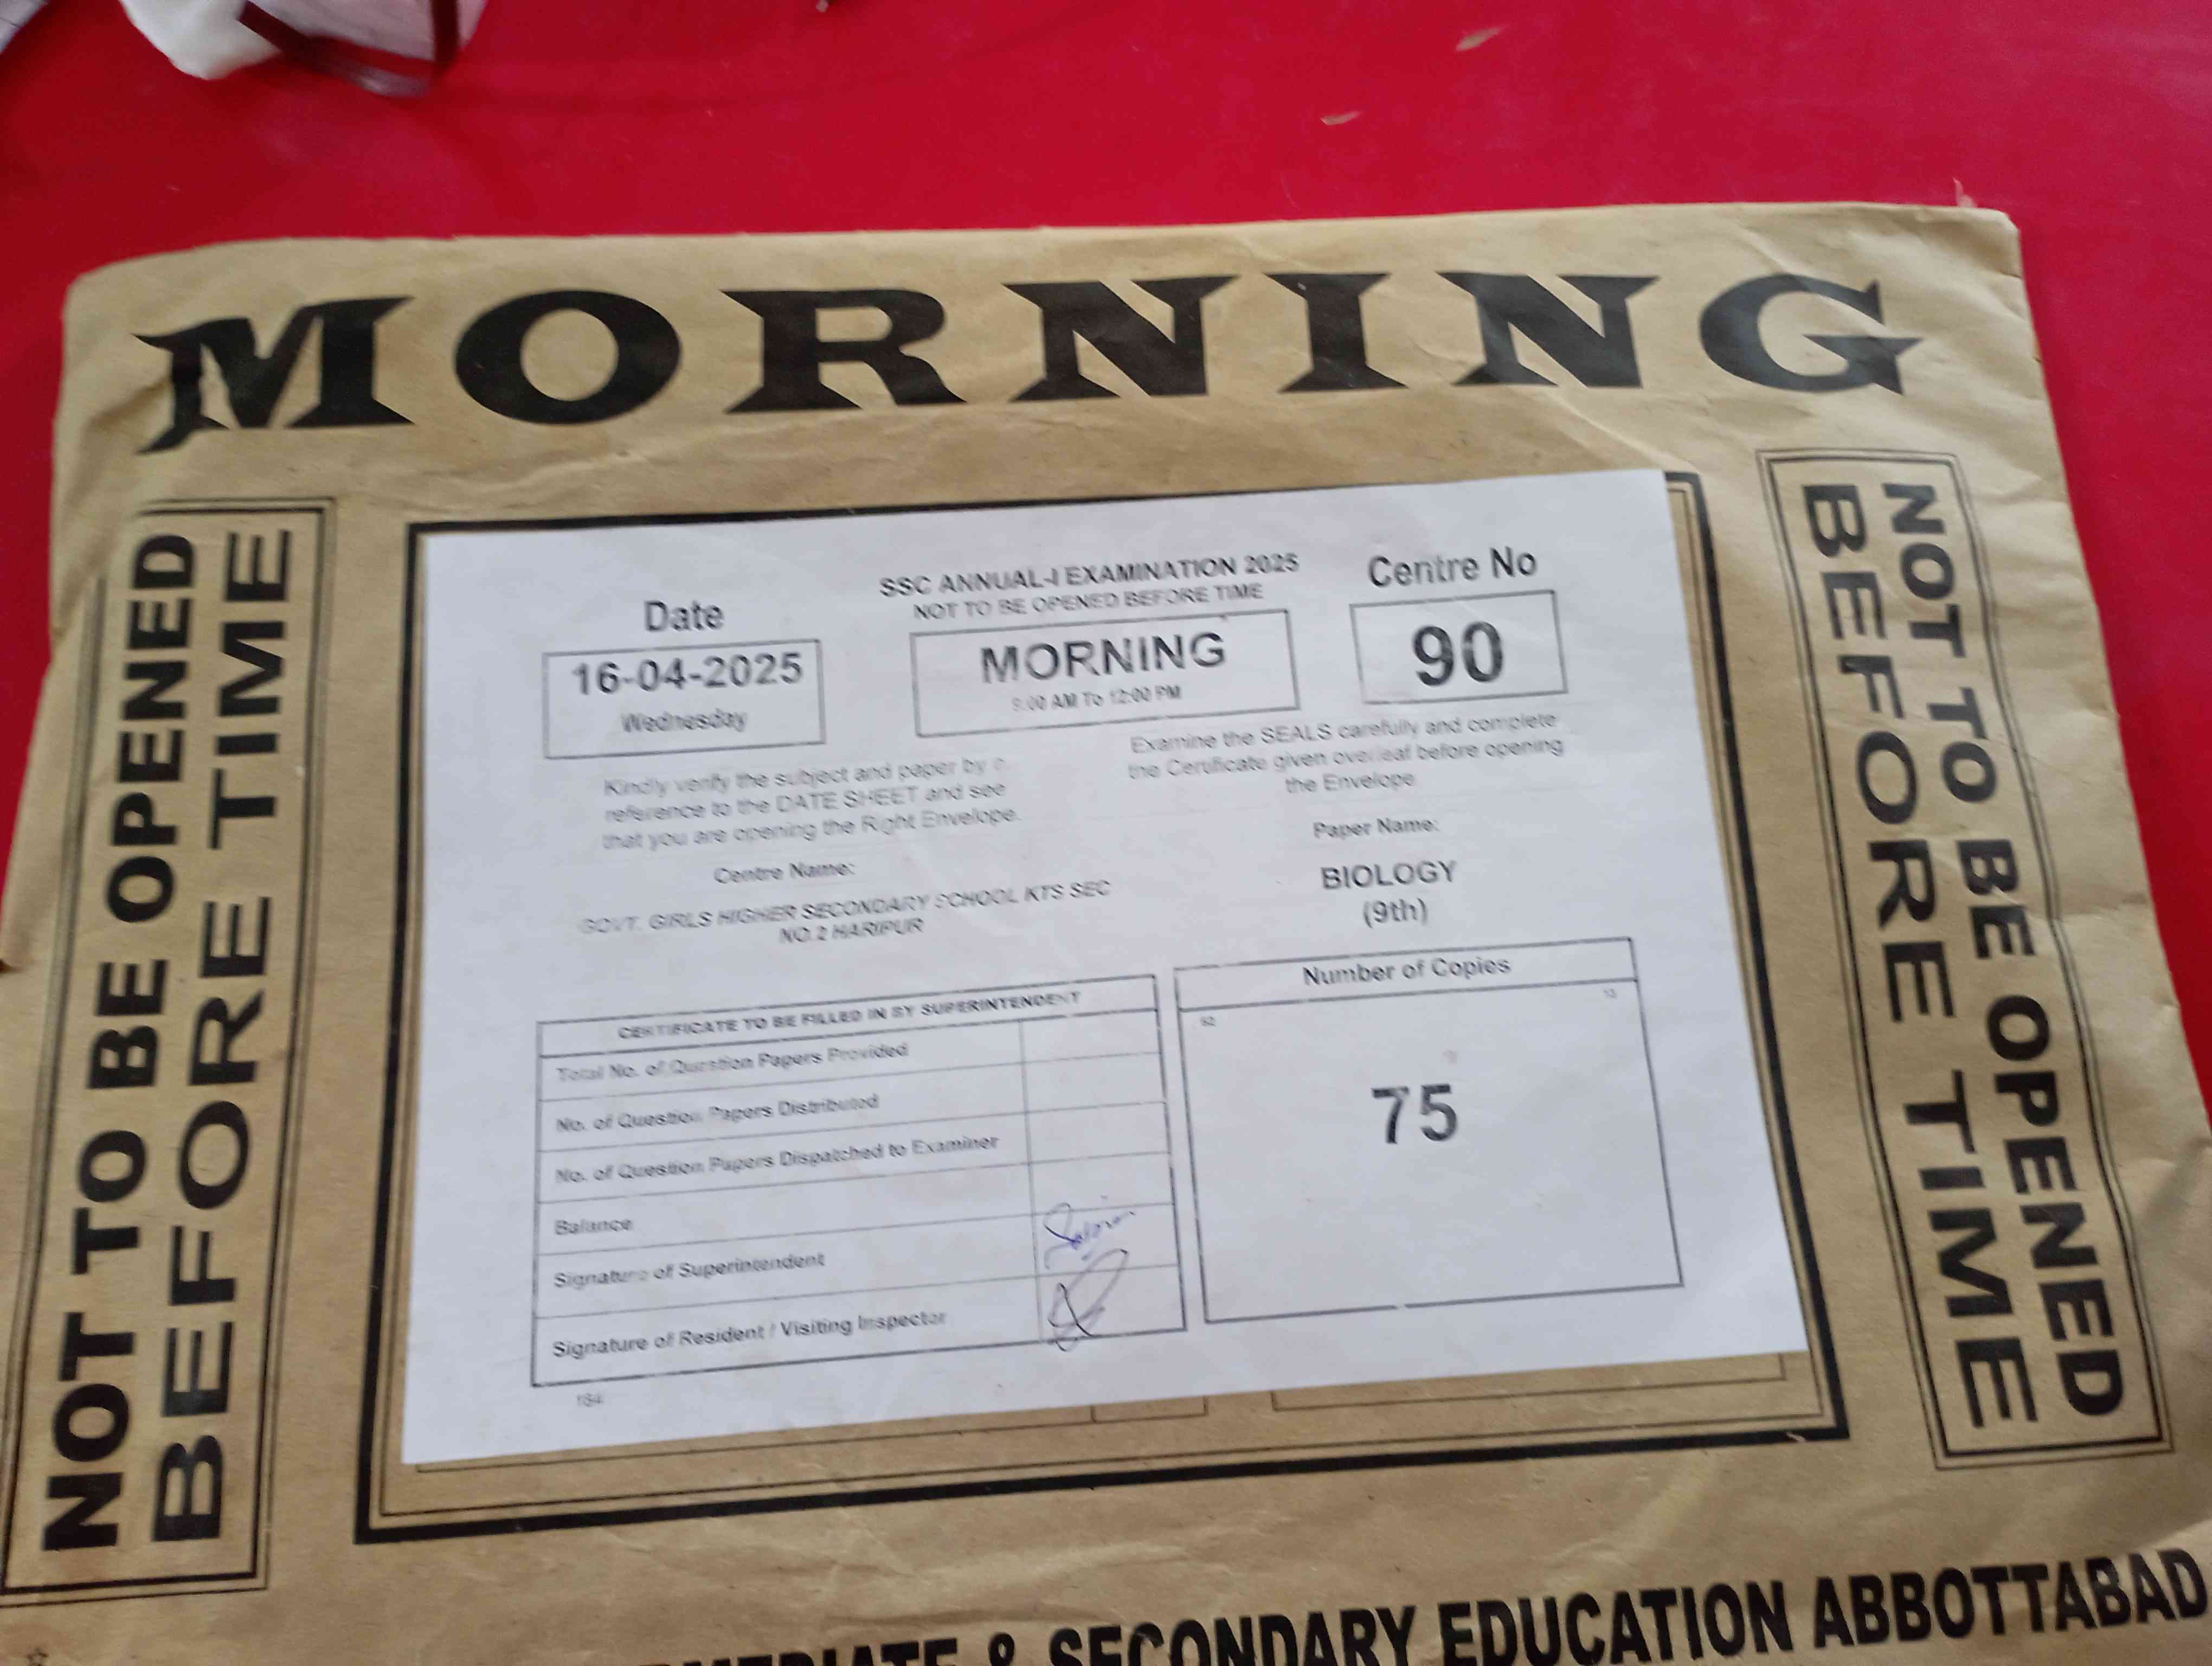 MORNING
NOT TO BE OPENED
BEFORE TIME
SSC ANNUAL-I EXAMINATION 2025
NOT TO BE OPENED BEFORE TIME
Date
16-04-2025
Wednesday
MORNING
9:00 AM To 12:00 PM
Centre No
90
Kindly verify the subject and paper by
reference to the DATE SHEET and see
that you are opening the Right Envelope.
Examine the SEALS carefully and complete
the Certificate given overleaf before opening
the Envelope
Centre Name:
GOVT. GIRLS HIGHER SECONDARY SCHOOL KTS SEC
NO.2 HARIPUR
Paper Name:
BIOLOGY
(9th)
CERTIFICATE TO BE FILLED IN BY SUPERINTENDENT
Total No. of Question Papers Provided
No. of Question Papers Distributed
No. of Question Papers Dispatched to Examiner
Balance
Signature of Superintendent
Signature of Resident / Visiting Inspector
184
Number of Copies
62
13
75
NOT TO BE OPENED
BEFORE TIME
& SECONDARY EDUCATION ABBOTTABAD